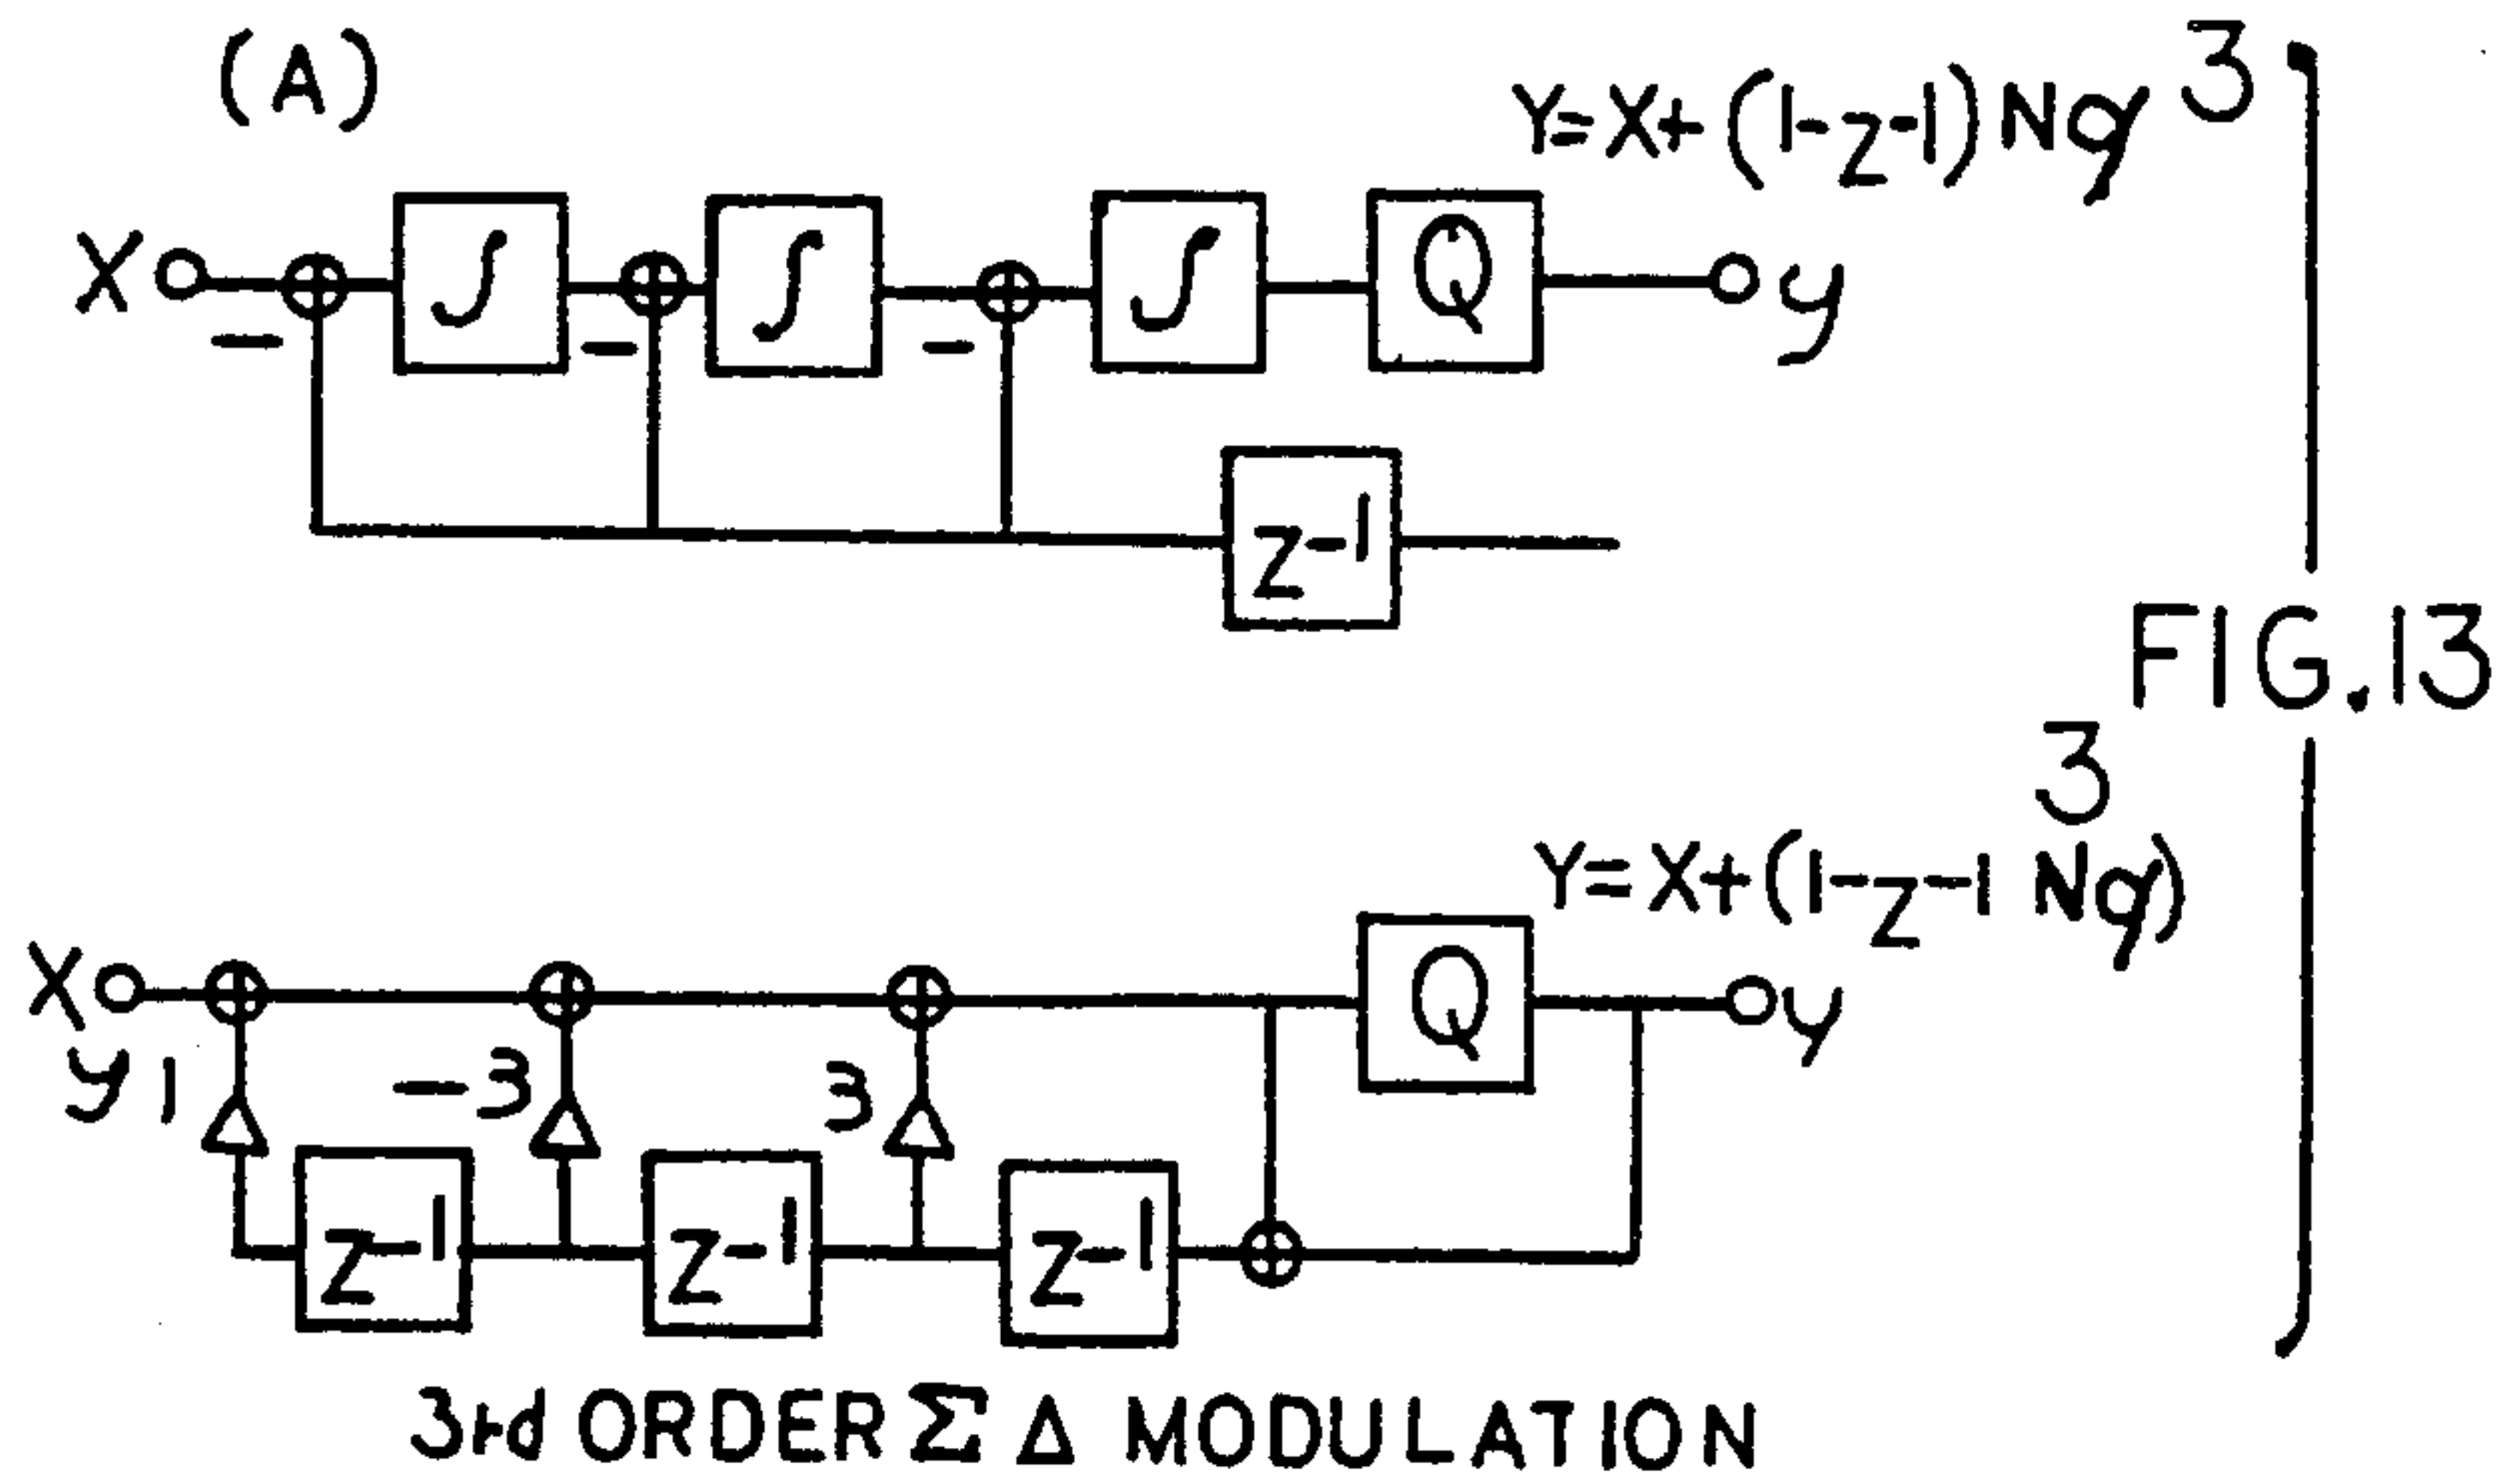 (A)
3
Y=X+(1-z-1)Nq
X
∫
∫
∫
Q
y
-
-
-
z-1
FIG.13
3
Y=X+(1-z-1 Nq)
X
Q
y
y 1
-3
3
z-1
z-1
z-1
3rd ORDER Σ Δ MODULATION